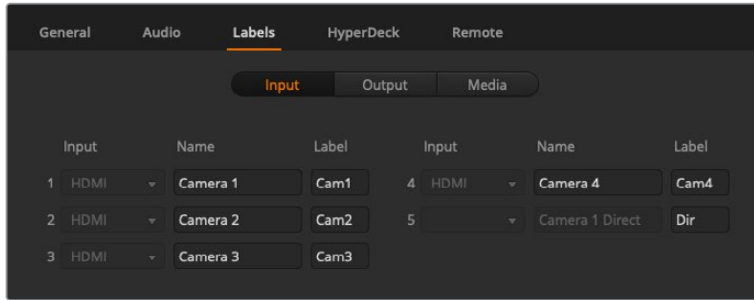 General Audio Labels HyperDeck Remote
Input Output Media
Input Name Label Input Name Label
1 HDMI Camera 1 Cam1 4 HDMI Camera 4 Cam4
2 HDMI Camera 2 Cam2 5 Camera 1 Direct Dir
3 HDMI Camera 3 Cam3